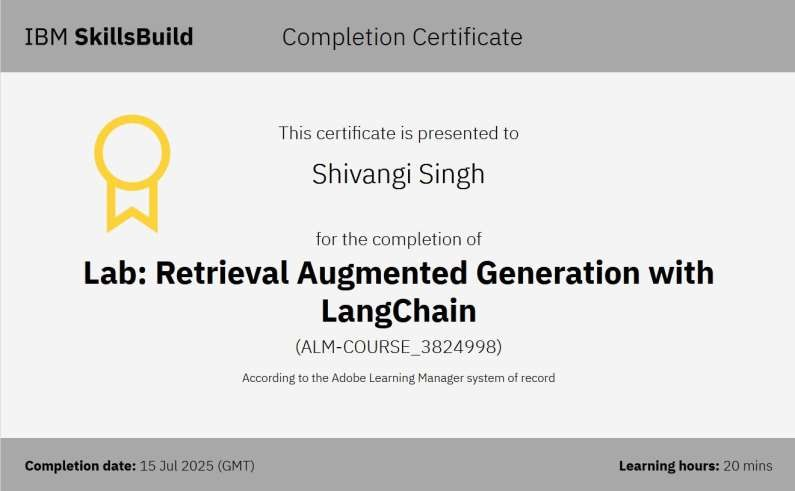 IBM SkillsBuild
Completion Certificate
This certificate is presented to
Shivangi Singh
for the completion of
Lab: Retrieval Augmented Generation with
LangChain
(ALM-COURSE_3824998)
According to the Adobe Learning Manager system of record
Completion date: 15 Jul 2025 (GMT)
Learning hours: 20 mins